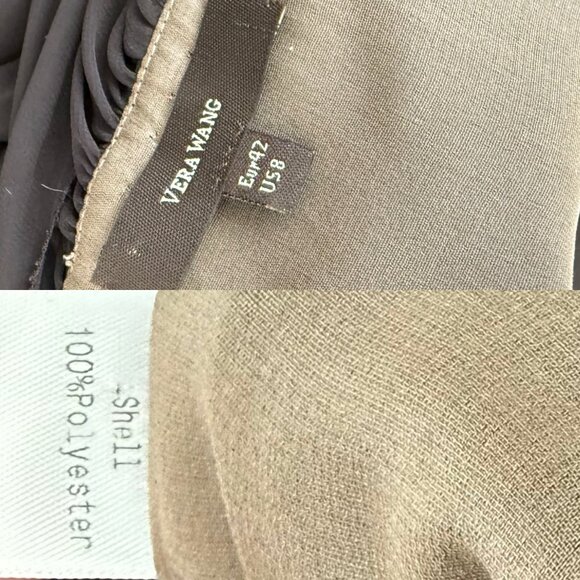 VERA WANG
Eur42
US8
-Shell
100%Polyester